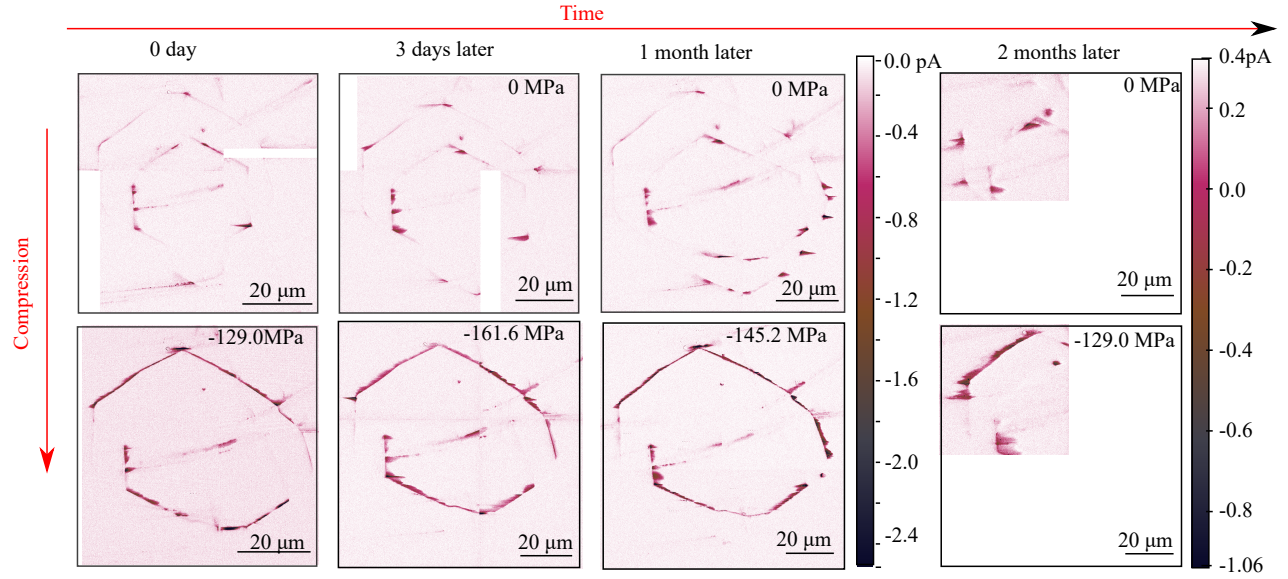 Time
0 day
3 days later
1 month later
2 months later
Compression
0 MPa
0 MPa
0 MPa
20 μm
20 μm
20 μm
20 μm
-129.0MPa
-161.6 MPa
-145.2 MPa
-129.0 MPa
20 μm
20 μm
20 μm
20 μm
0.0 pA
-0.4
-0.8
-1.2
-1.6
-2.0
-2.4
0.4pA
0.2
0.0
-0.2
-0.4
-0.6
-0.8
-1.06